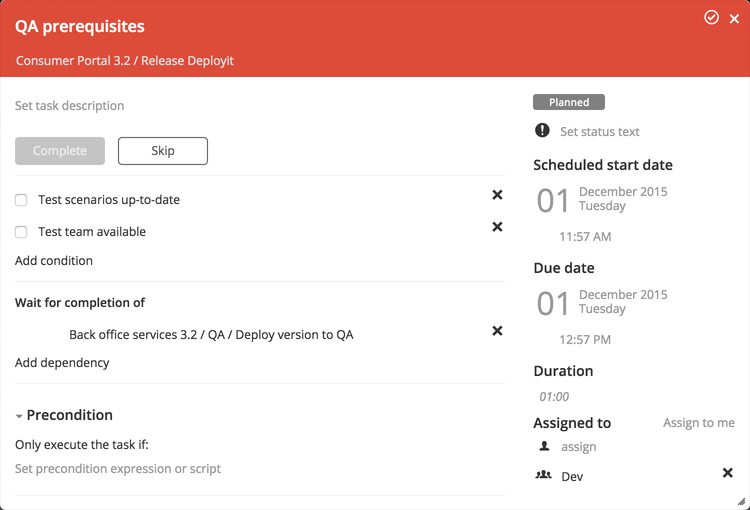 QA prerequisites
Consumer Portal 3.2 / Release Deployit
Set task description
Complete
Skip
Test scenarios up-to-date
Test team available
Add condition
Wait for completion of
Back office services 3.2 / QA / Deploy version to QA
Add dependency
Precondition
Only execute the task if:
Set precondition expression or script
Planned
Set status text
Scheduled start date
01
December 2015
Tuesday
11:57 AM
Due date
01
December 2015
Tuesday
12:57 PM
Duration
01:00
Assigned to
Assign to me
assign
Dev